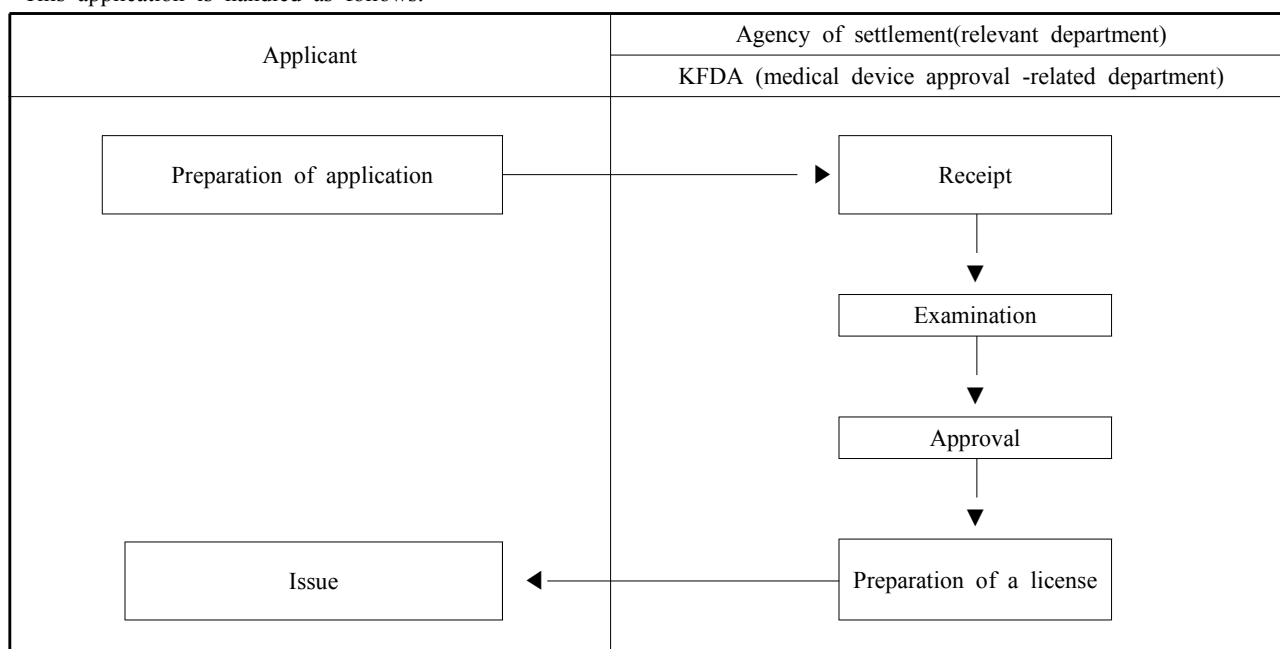 This application is handled as follows.
Applicant
Agency of settlement(relevant department)
KFDA (medical device approval -related department)
Preparation of application
Receipt
Examination
Approval
Issue
Preparation of a license